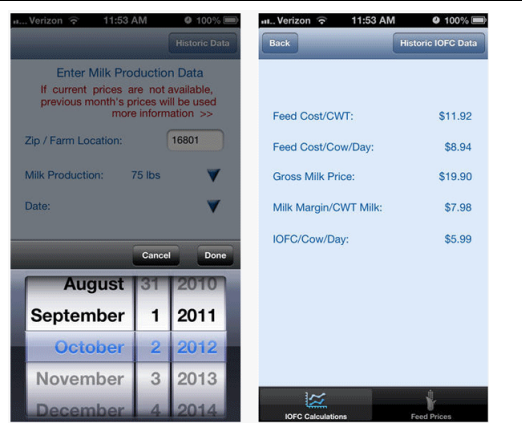 Verizon 11:53 AM 100%
Historic Data
Enter Milk Production Data
If current prices are not available,
previous month's prices will be used
more information >>
Zip / Farm Location: 16801
Milk Production: 75 lbs
Date:
Cancel Done
August 31 2010
September 1 2011
October 2 2012
November 3 2013
December 4 2014
Verizon 11:53 AM 100%
Back Historic IOFC Data
Feed Cost/CWT: $11.92
Feed Cost/Cow/Day: $8.94
Gross Milk Price: $19.90
Milk Margin/CWT Milk: $7.98
IOFC/Cow/Day: $5.99
IOFC Calculations Feed Prices